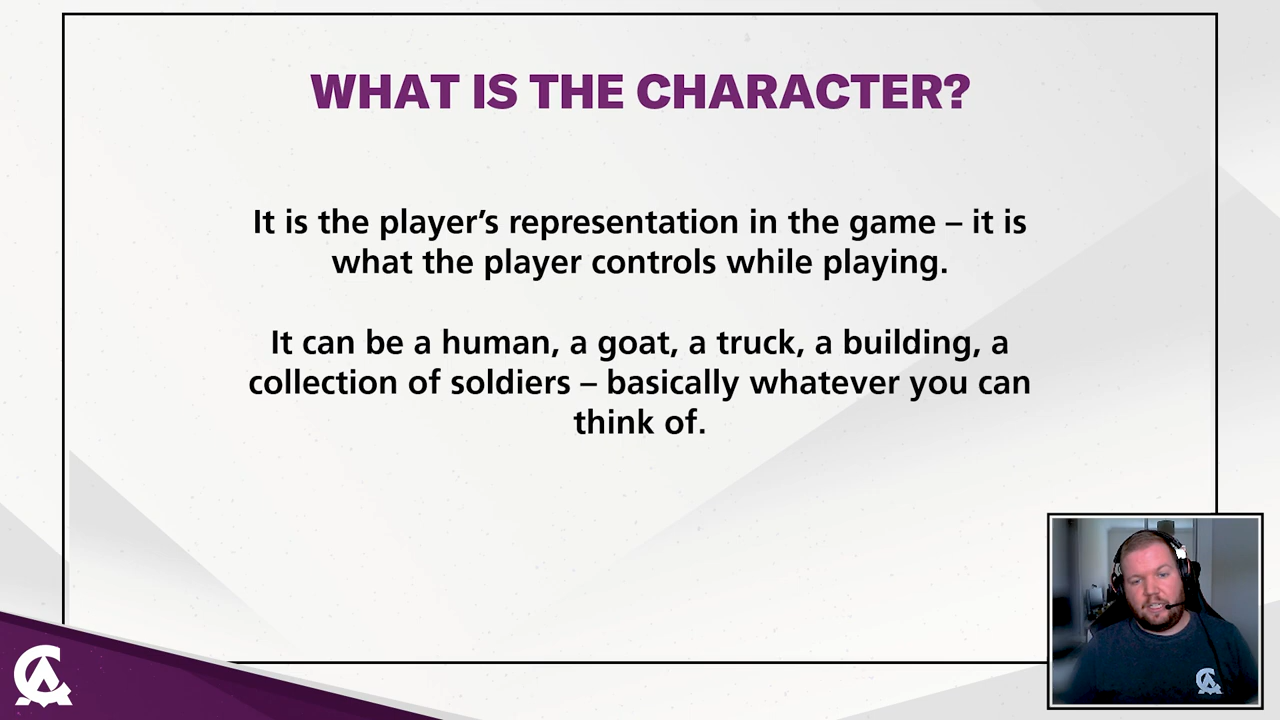 WHAT IS THE CHARACTER?
It is the player’s representation in the game – it is
what the player controls while playing.
It can be a human, a goat, a truck, a building, a
collection of soldiers – basically whatever you can
think of.